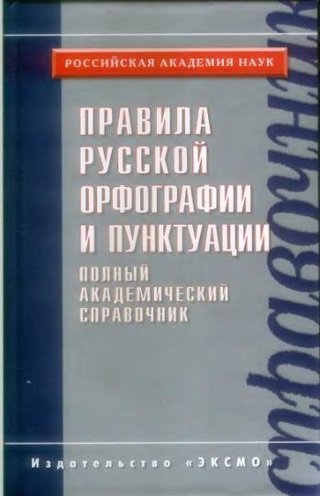 РОССИЙСКАЯ АКАДЕМИЯ НАУК
ПРАВИЛА
РУССКОЙ
ОРФОГРАФИИ
И ПУНКТУАЦИИ
ПОЛНЫЙ
АКАДЕМИЧЕСКИЙ
СПРАВОЧНИК
справочник
Издательство «ЭКСМО»